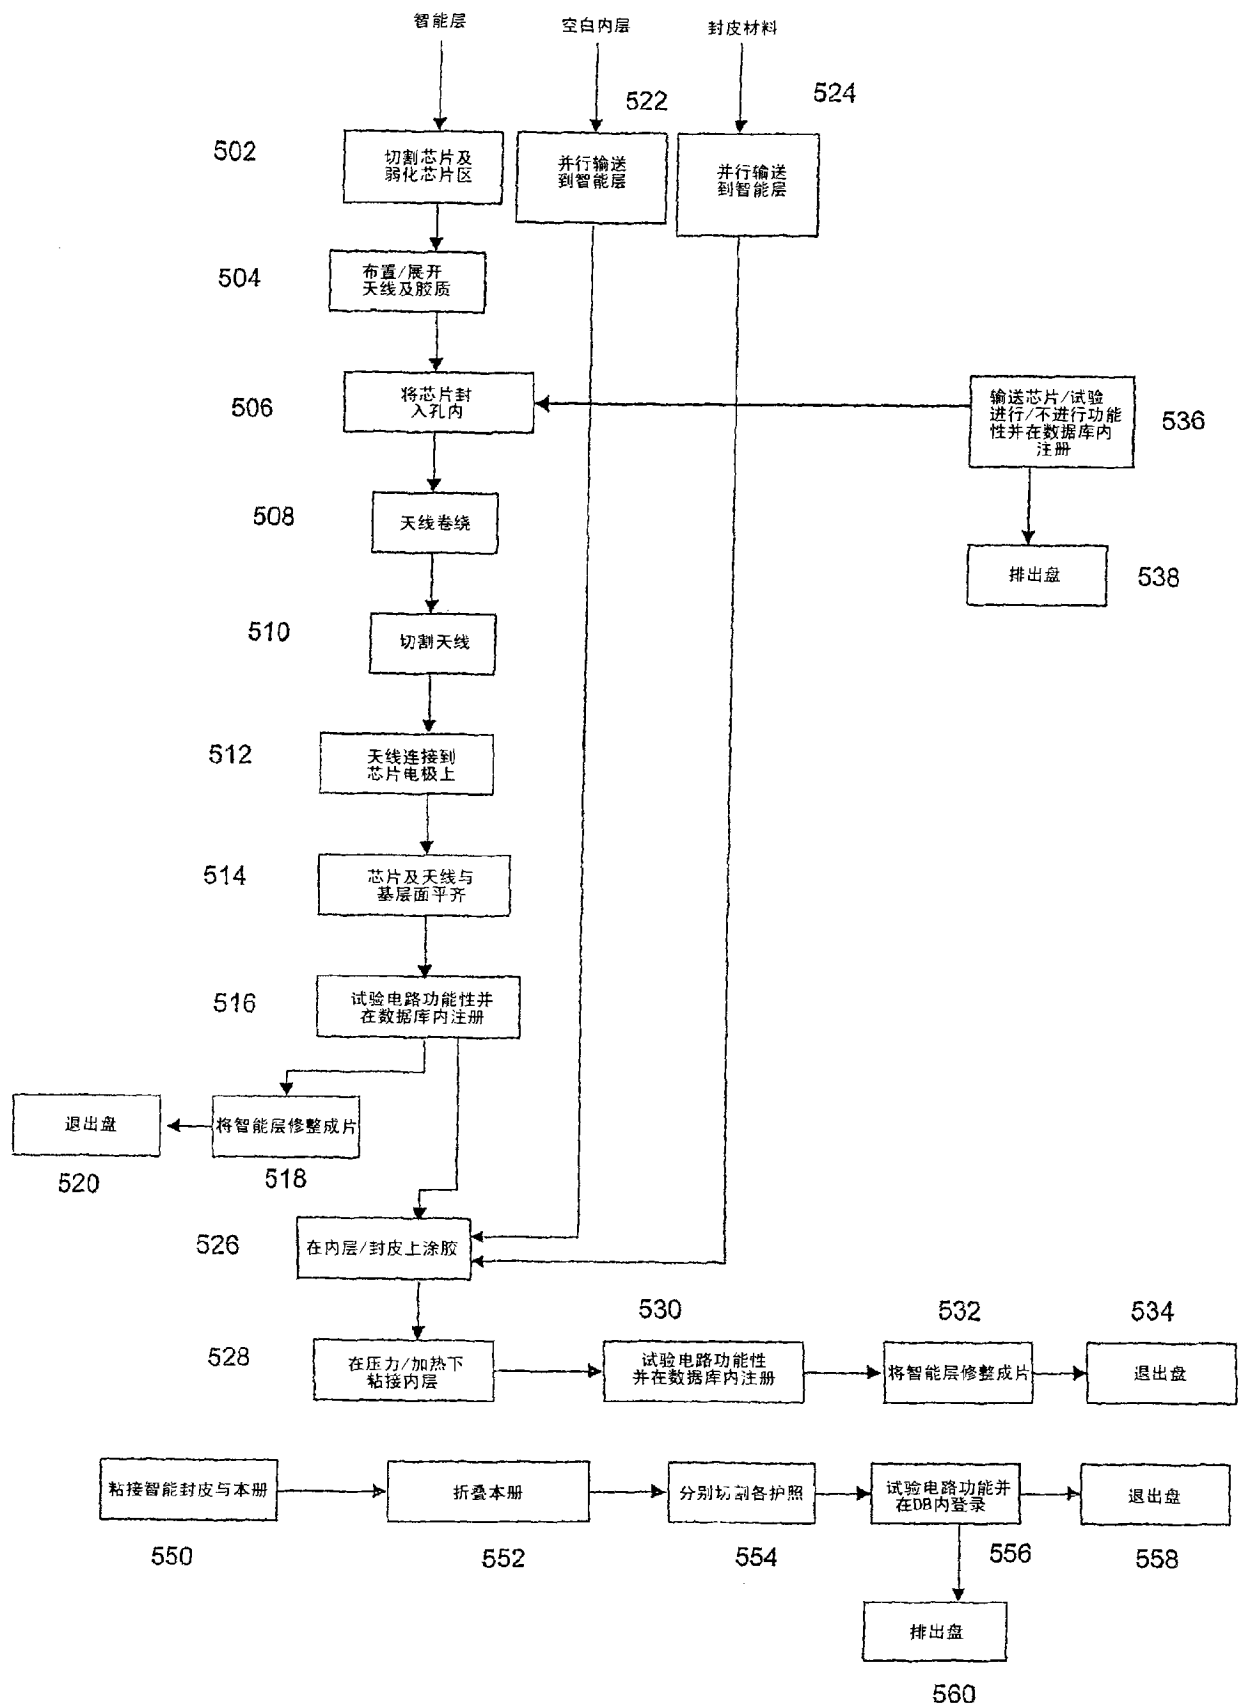 智能层
空白内层
封皮材料
522
524
502
切割芯片及
弱化芯片区
并行输送
到智能层
并行输送
到智能层
504
布置/展开
天线及胶质
506
将芯片封
入孔内
输送芯片/试验
进行/不进行功能
性并在数据库内
注册
536
508
天线卷绕
排出盘
538
510
切割天线
512
天线连接到
芯片电极上
514
芯片及天线与
基层面平齐
516
试验电路功能性并
在数据库内注册
退出盘
将智能层修整成片
520
518
526
在内层/封皮上涂胶
530
532
534
528
在压力/加热下
粘接内层
试验电路功能性
并在数据库内注册
将智能层修整成片
退出盘
粘接智能封皮与本册
折叠本册
分别切割各护照
试验电路功能并
在DB内登录
退出盘
550
552
554
556
558
排出盘
560